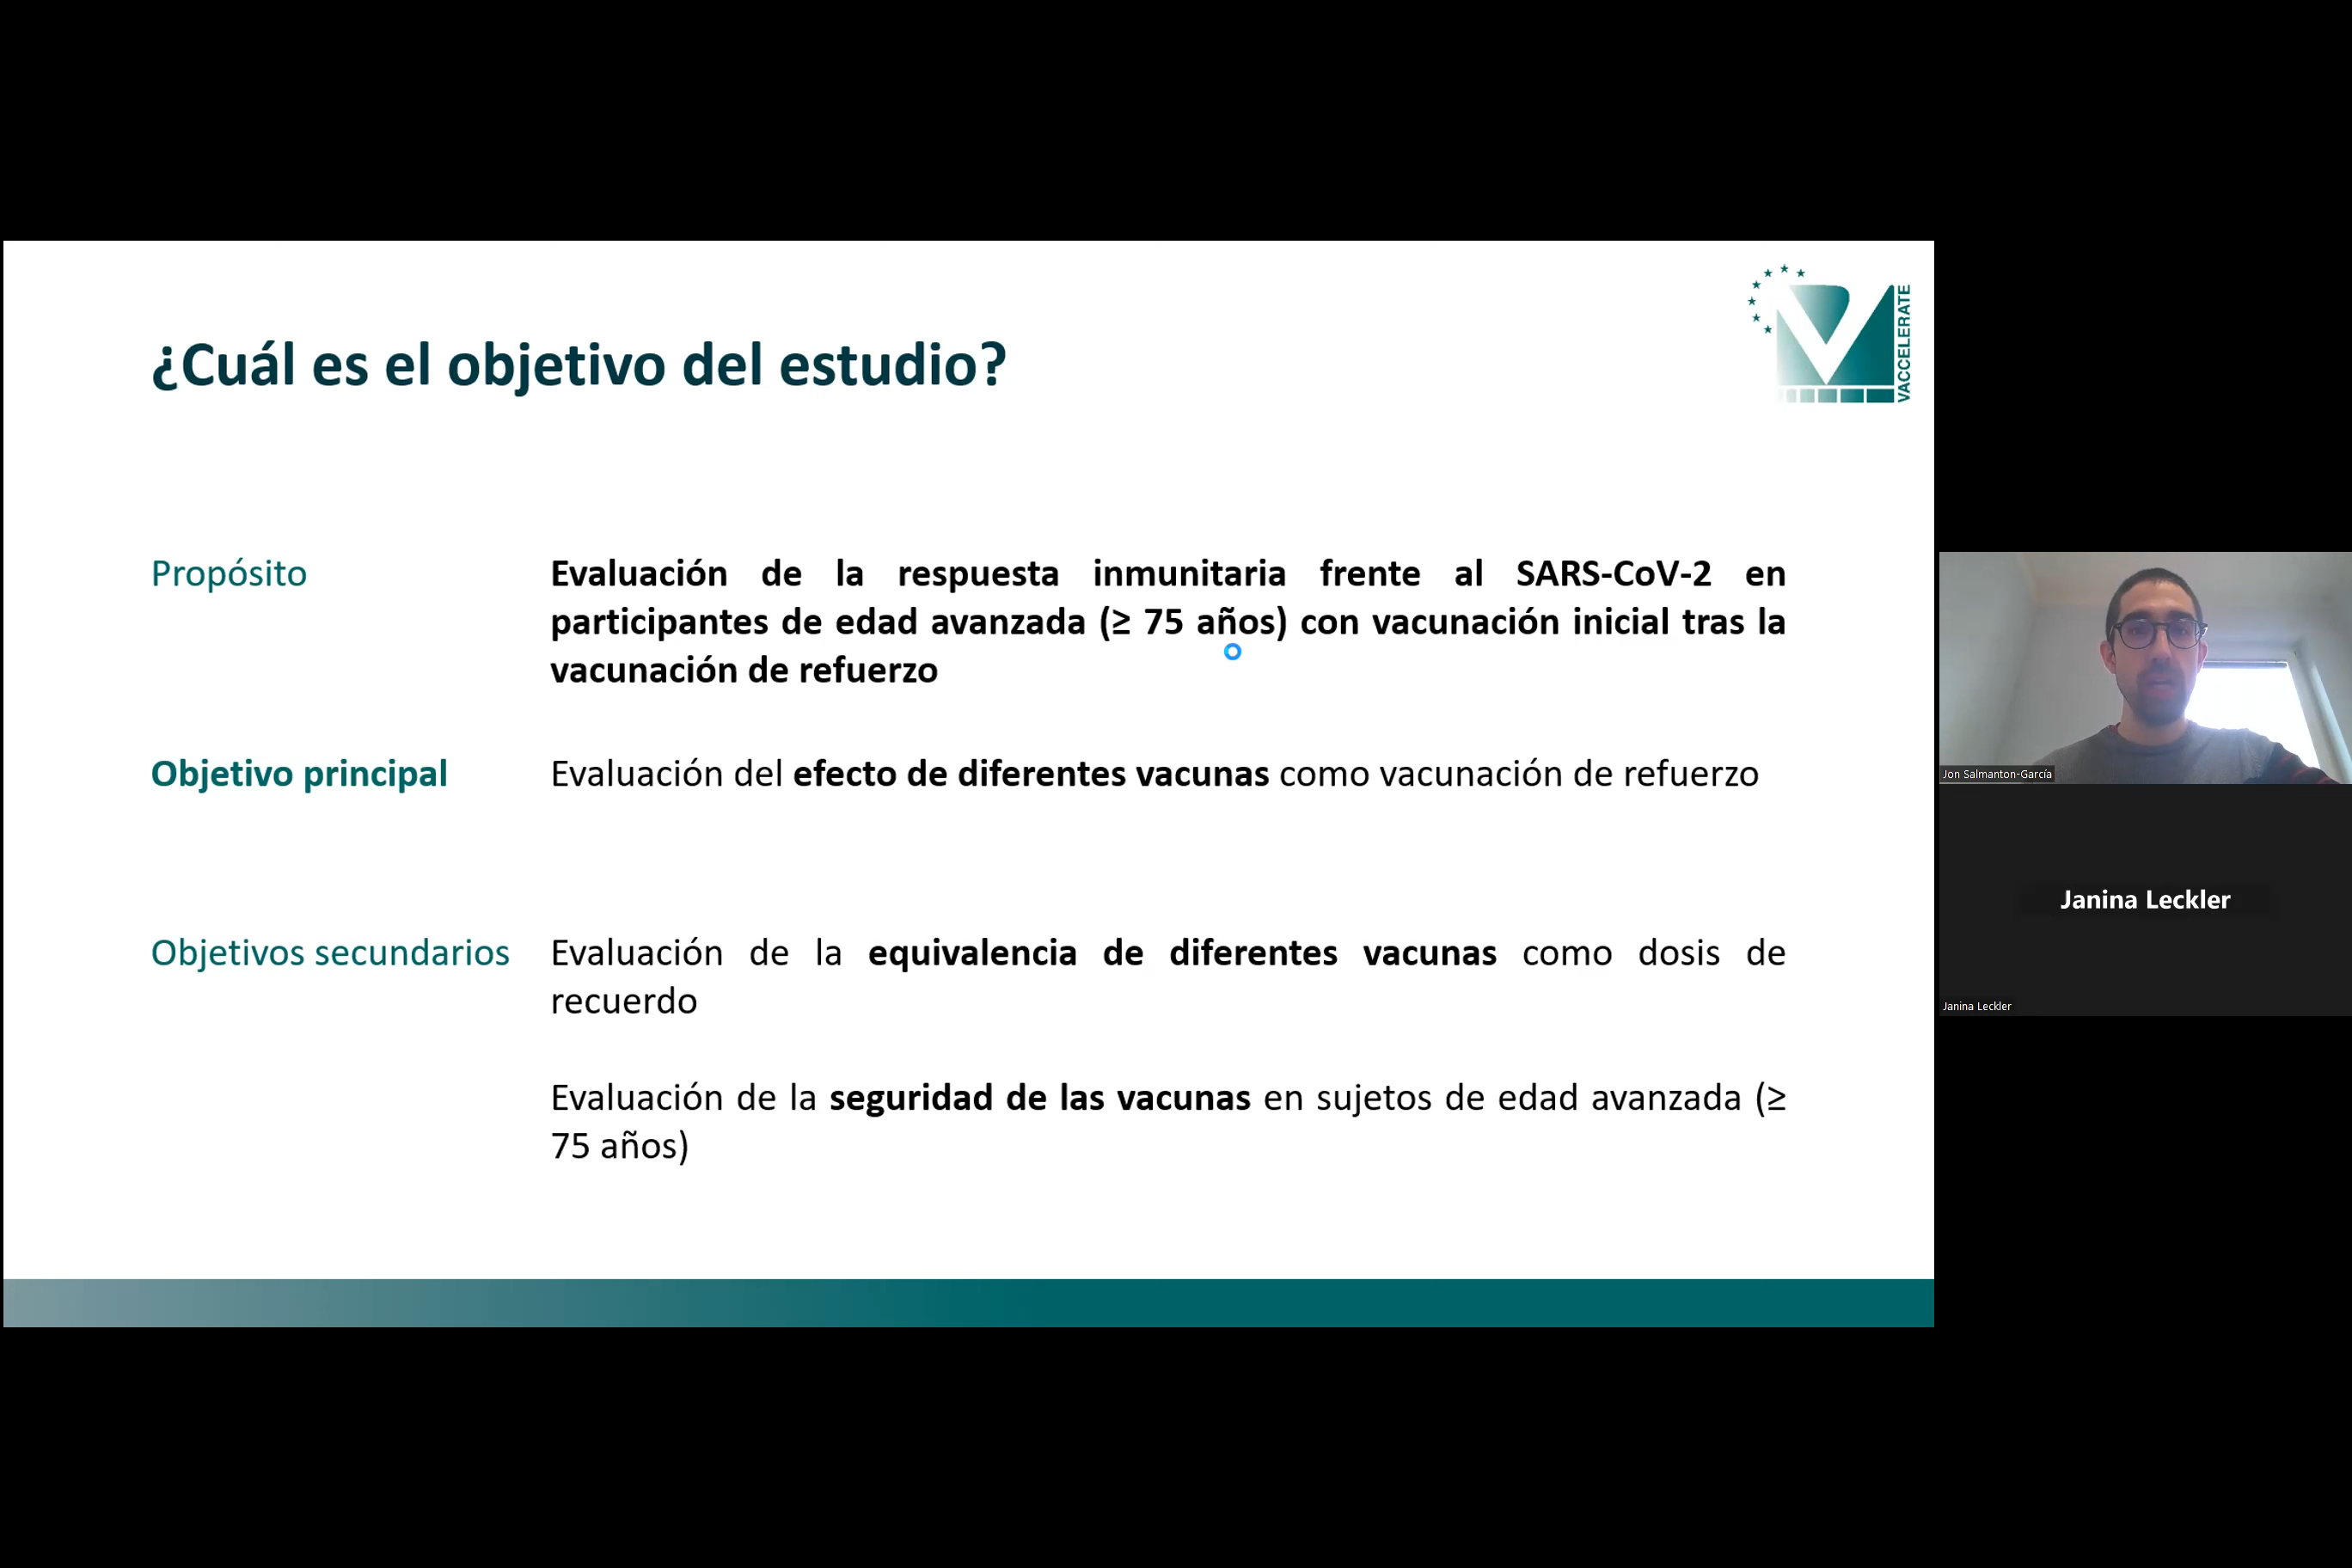 ¿Cuál es el objetivo del estudio?
VACCELERATE
Propósito
Evaluación de la respuesta inmunitaria frente al SARS-CoV-2 en
participantes de edad avanzada (≥ 75 años) con vacunación inicial tras la
vacunación de refuerzo
Objetivo principal
Evaluación del efecto de diferentes vacunas como vacunación de refuerzo
Objetivos secundarios
Evaluación de la equivalencia de diferentes vacunas como dosis de
recuerdo
Evaluación de la seguridad de las vacunas en sujetos de edad avanzada (≥
75 años)
Jon Salmanton-García
Janina Leckler
Janina Leckler